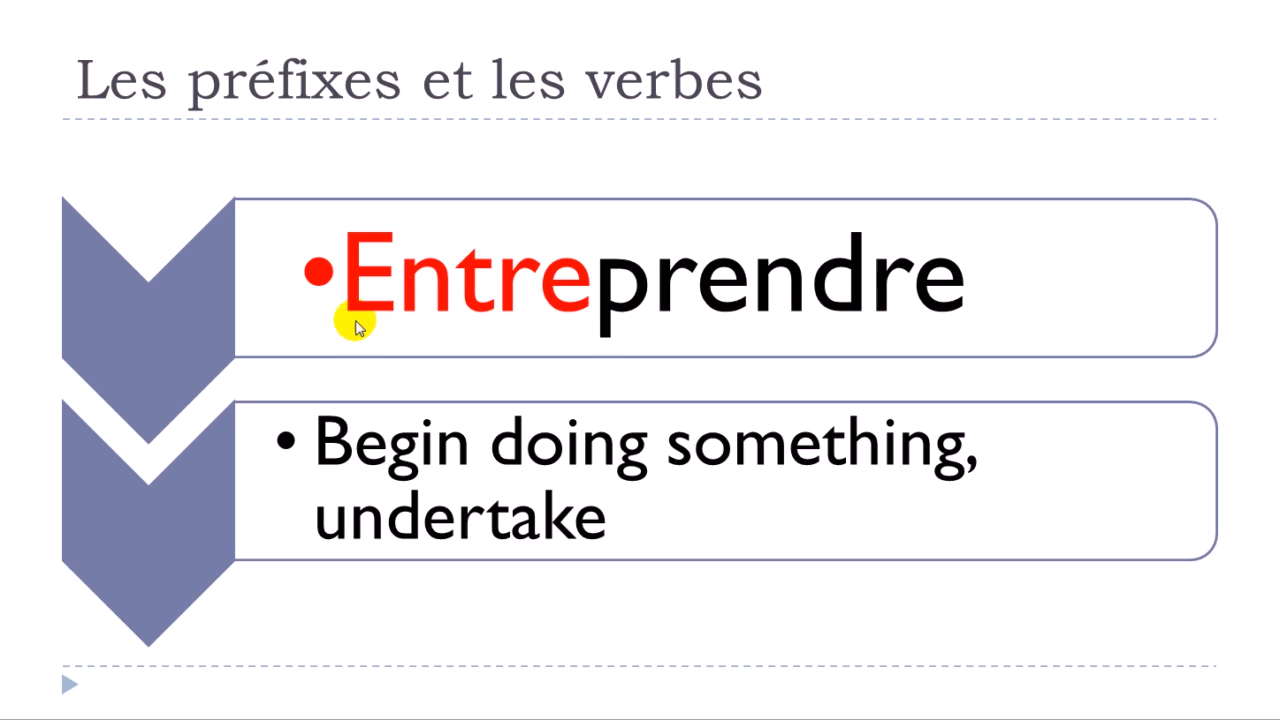 Les préfixes et les verbes
•Entreprendre
• Begin doing something,
undertake